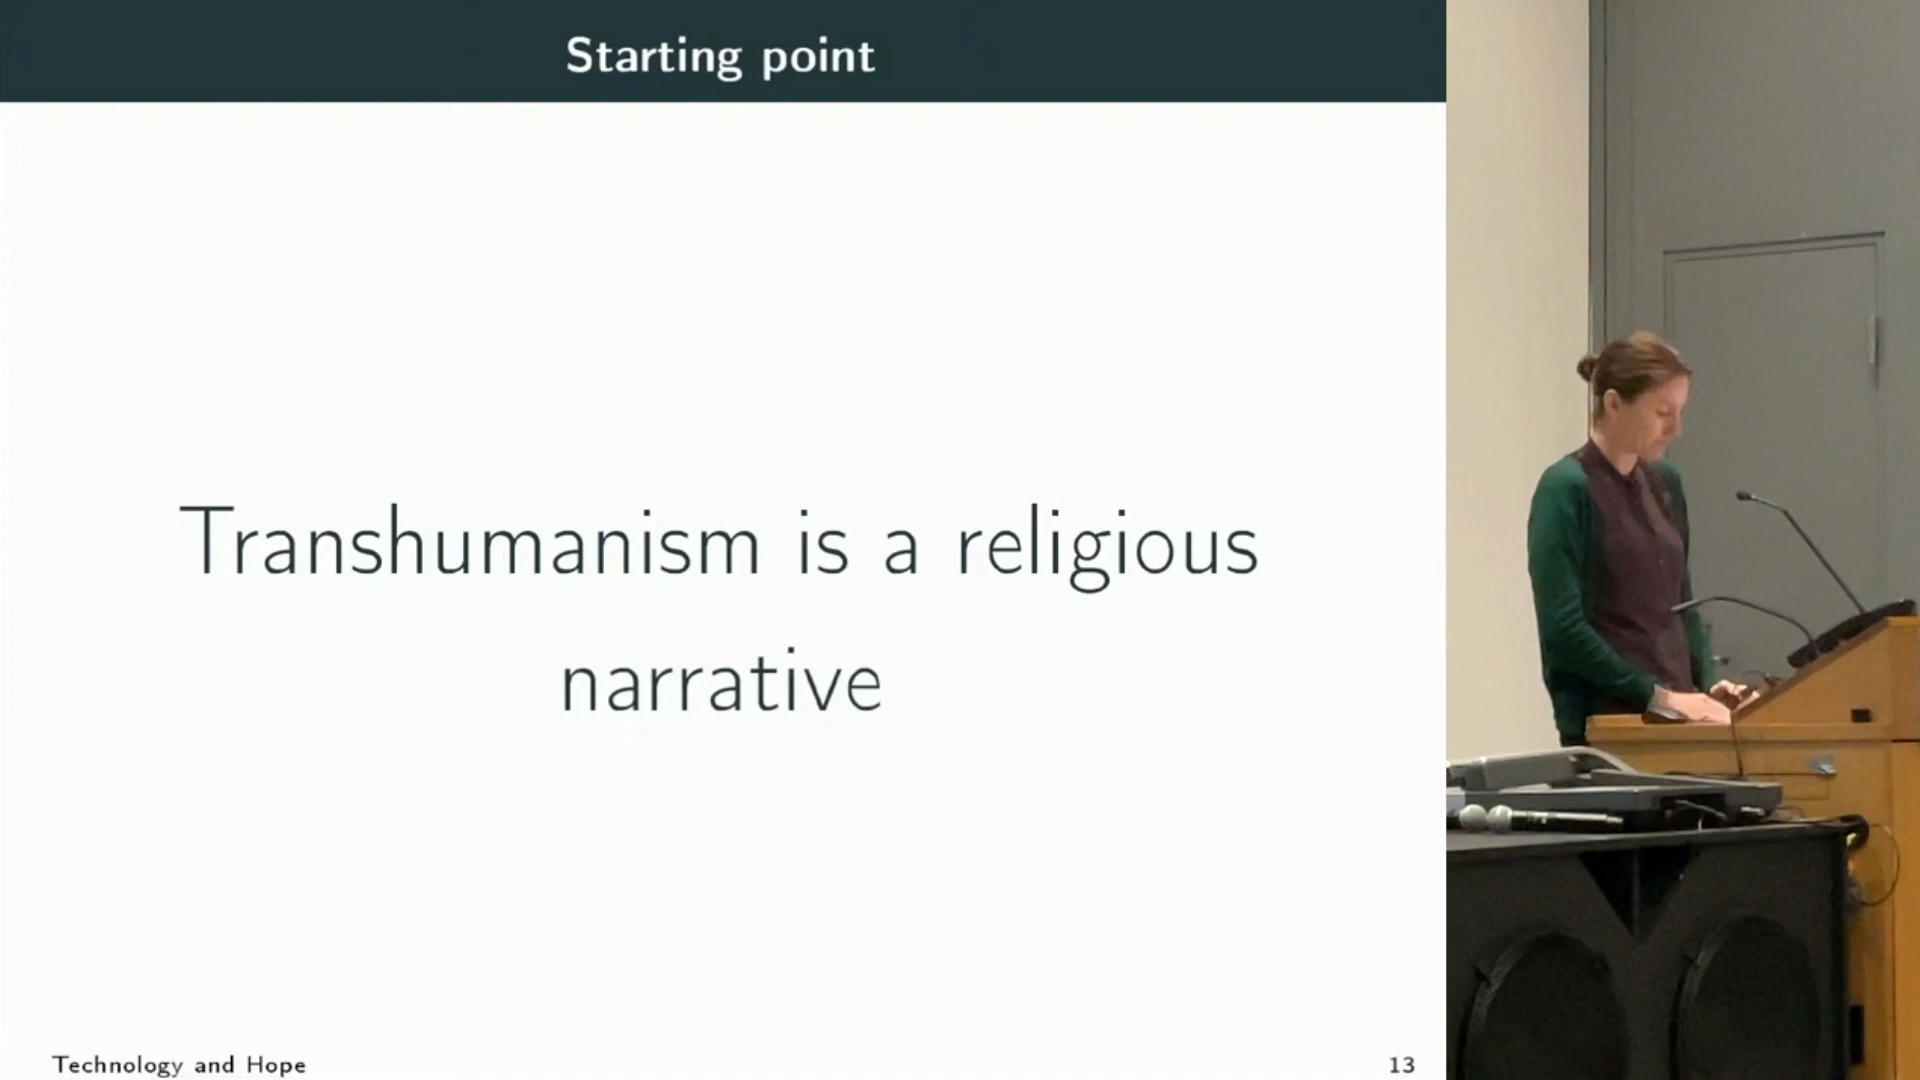 Starting point
Transhumanism is a religious
narrative
Technology and Hope
13